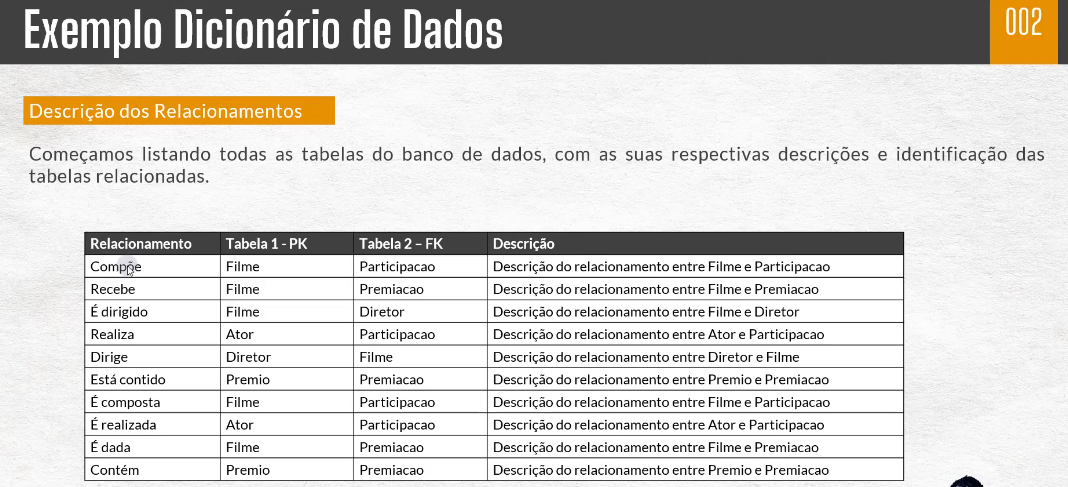 Exemplo Dicionário de Dados
002
Descrição dos Relacionamentos
Começamos listando todas as tabelas do banco de dados, com as suas respectivas descrições e identificação das
tabelas relacionadas.
Relacionamento Tabela 1 - PK Tabela 2 – FK Descrição
Compõe Filme Participacao Descrição do relacionamento entre Filme e Participacao
Recebe Filme Premiacao Descrição do relacionamento entre Filme e Premiacao
É dirigido Filme Diretor Descrição do relacionamento entre Filme e Diretor
Realiza Ator Participacao Descrição do relacionamento entre Ator e Participacao
Dirige Diretor Filme Descrição do relacionamento entre Diretor e Filme
Está contido Premio Premiacao Descrição do relacionamento entre Premio e Premiacao
É composta Filme Participacao Descrição do relacionamento entre Filme e Participacao
É realizada Ator Participacao Descrição do relacionamento entre Ator e Participacao
É dada Filme Premiacao Descrição do relacionamento entre Filme e Premiacao
Contém Premio Premiacao Descrição do relacionamento entre Premio e Premiacao